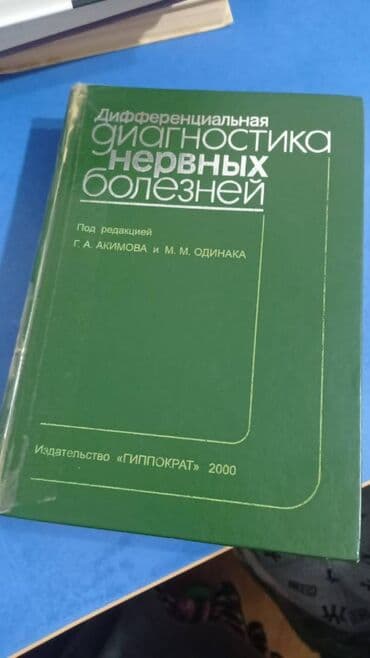 Дифференциальная
диагностика
нервных
болезней
Под редакцией
Г. А. АКИМОВА и М. М. ОДИНАКА
Издательство «ГИППОКРАТ» 2000